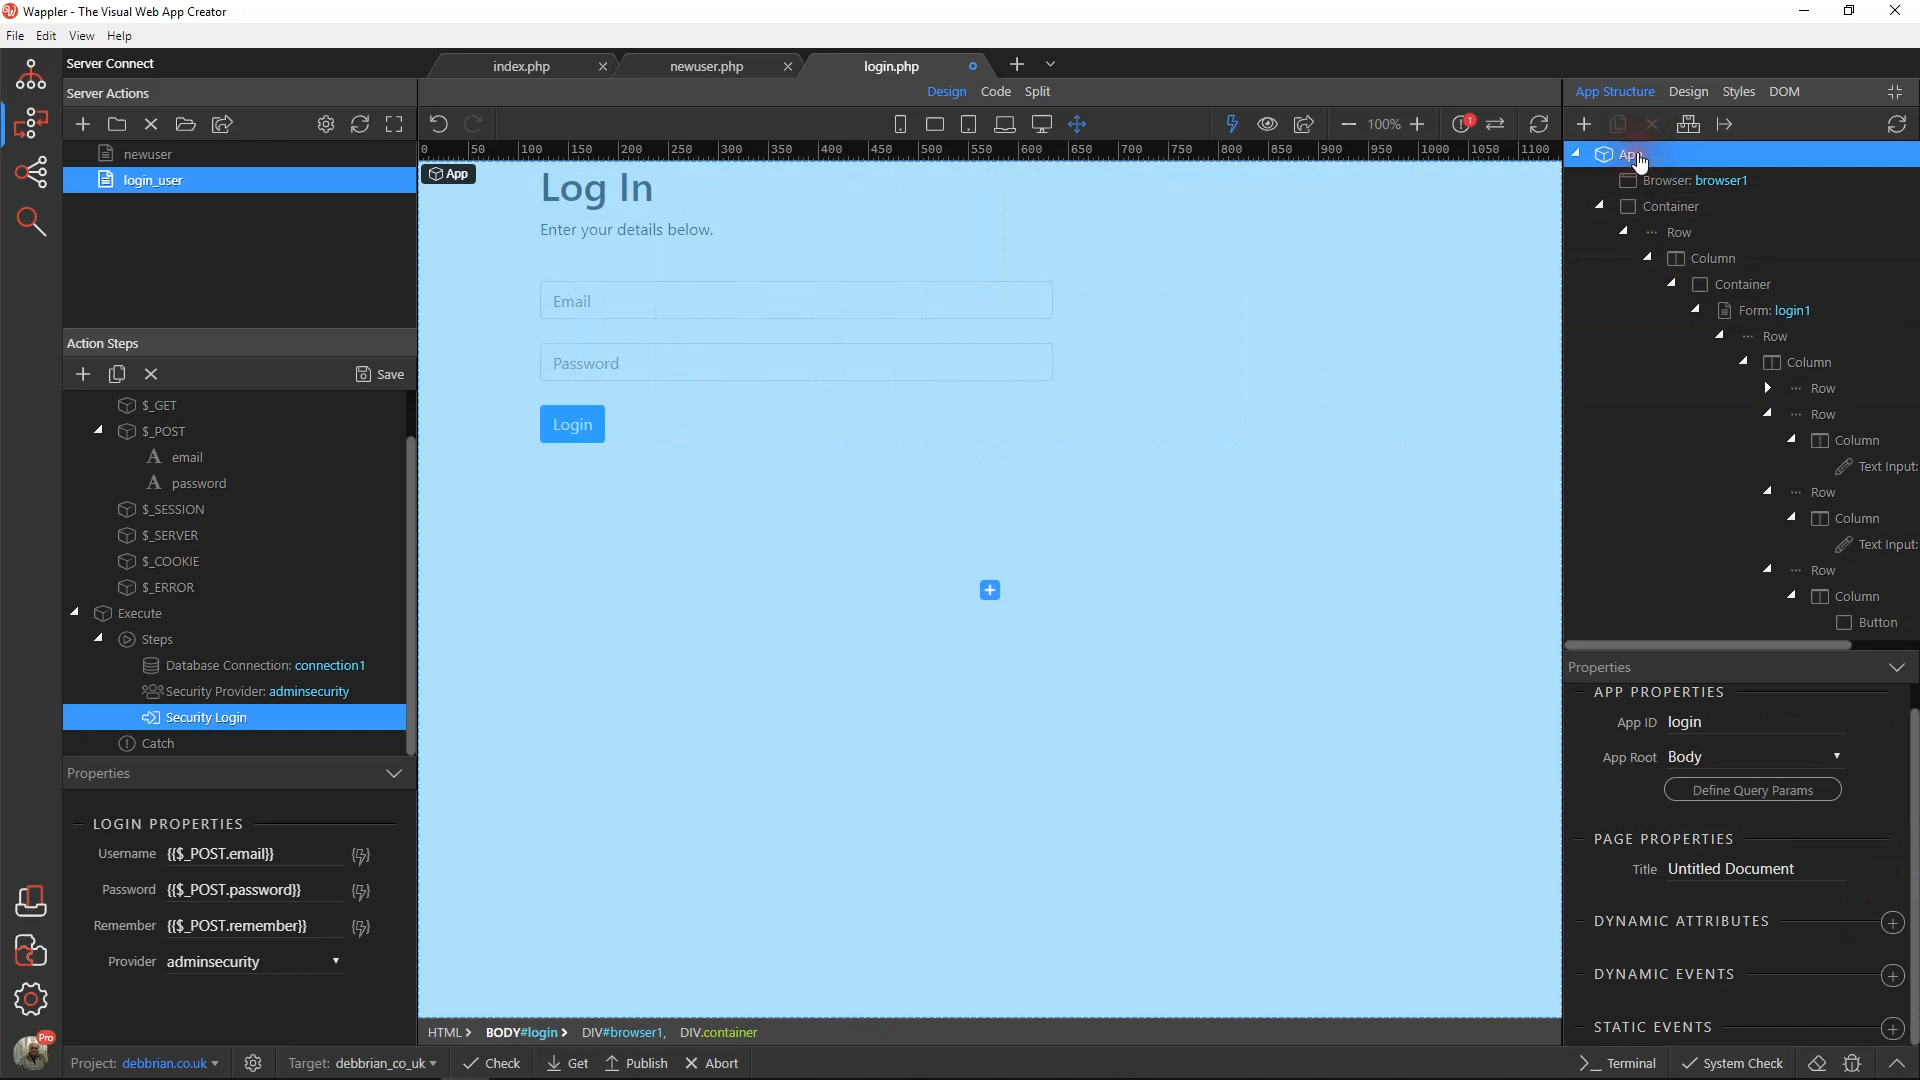 Wappler - The Visual Web App Creator
File Edit View Help
Server Connect
Server Actions
newuser
login_user
Action Steps
Save
$_GET
$_POST
email
password
$_SESSION
$_SERVER
$_COOKIE
$_ERROR
Execute
Steps
Database Connection: connection1
Security Provider: adminsecurity
Security Login
Catch
Properties
LOGIN PROPERTIES
Username {{$_POST.email}}
Password {{$_POST.password}}
Remember {{$_POST.remember}}
Provider adminsecurity
index.php newuser.php login.php
Design Code Split
100%
1
0 50 100 150 200 250 300 350 400 450 500 550 600 650 700 750 800 850 900 950 1000 1050 1100
App
Log In
Enter your details below.
Email
Password
Login
HTML BODY#login DIV#browser1, DIV.container
App Structure Design Styles DOM
Browser: browser1
Container
Row
Column
Container
Form: login1
Row
Column
Row
Row
Column
Text Input:
Row
Column
Text Input:
Row
Column
Button
Properties
APP PROPERTIES
App ID login
App Root Body
Define Query Params
PAGE PROPERTIES
Title Untitled Document
DYNAMIC ATTRIBUTES
DYNAMIC EVENTS
STATIC EVENTS
Pro
Project: debbrian.co.uk Target: debbrian_co_uk Check Get Publish Abort Terminal System Check